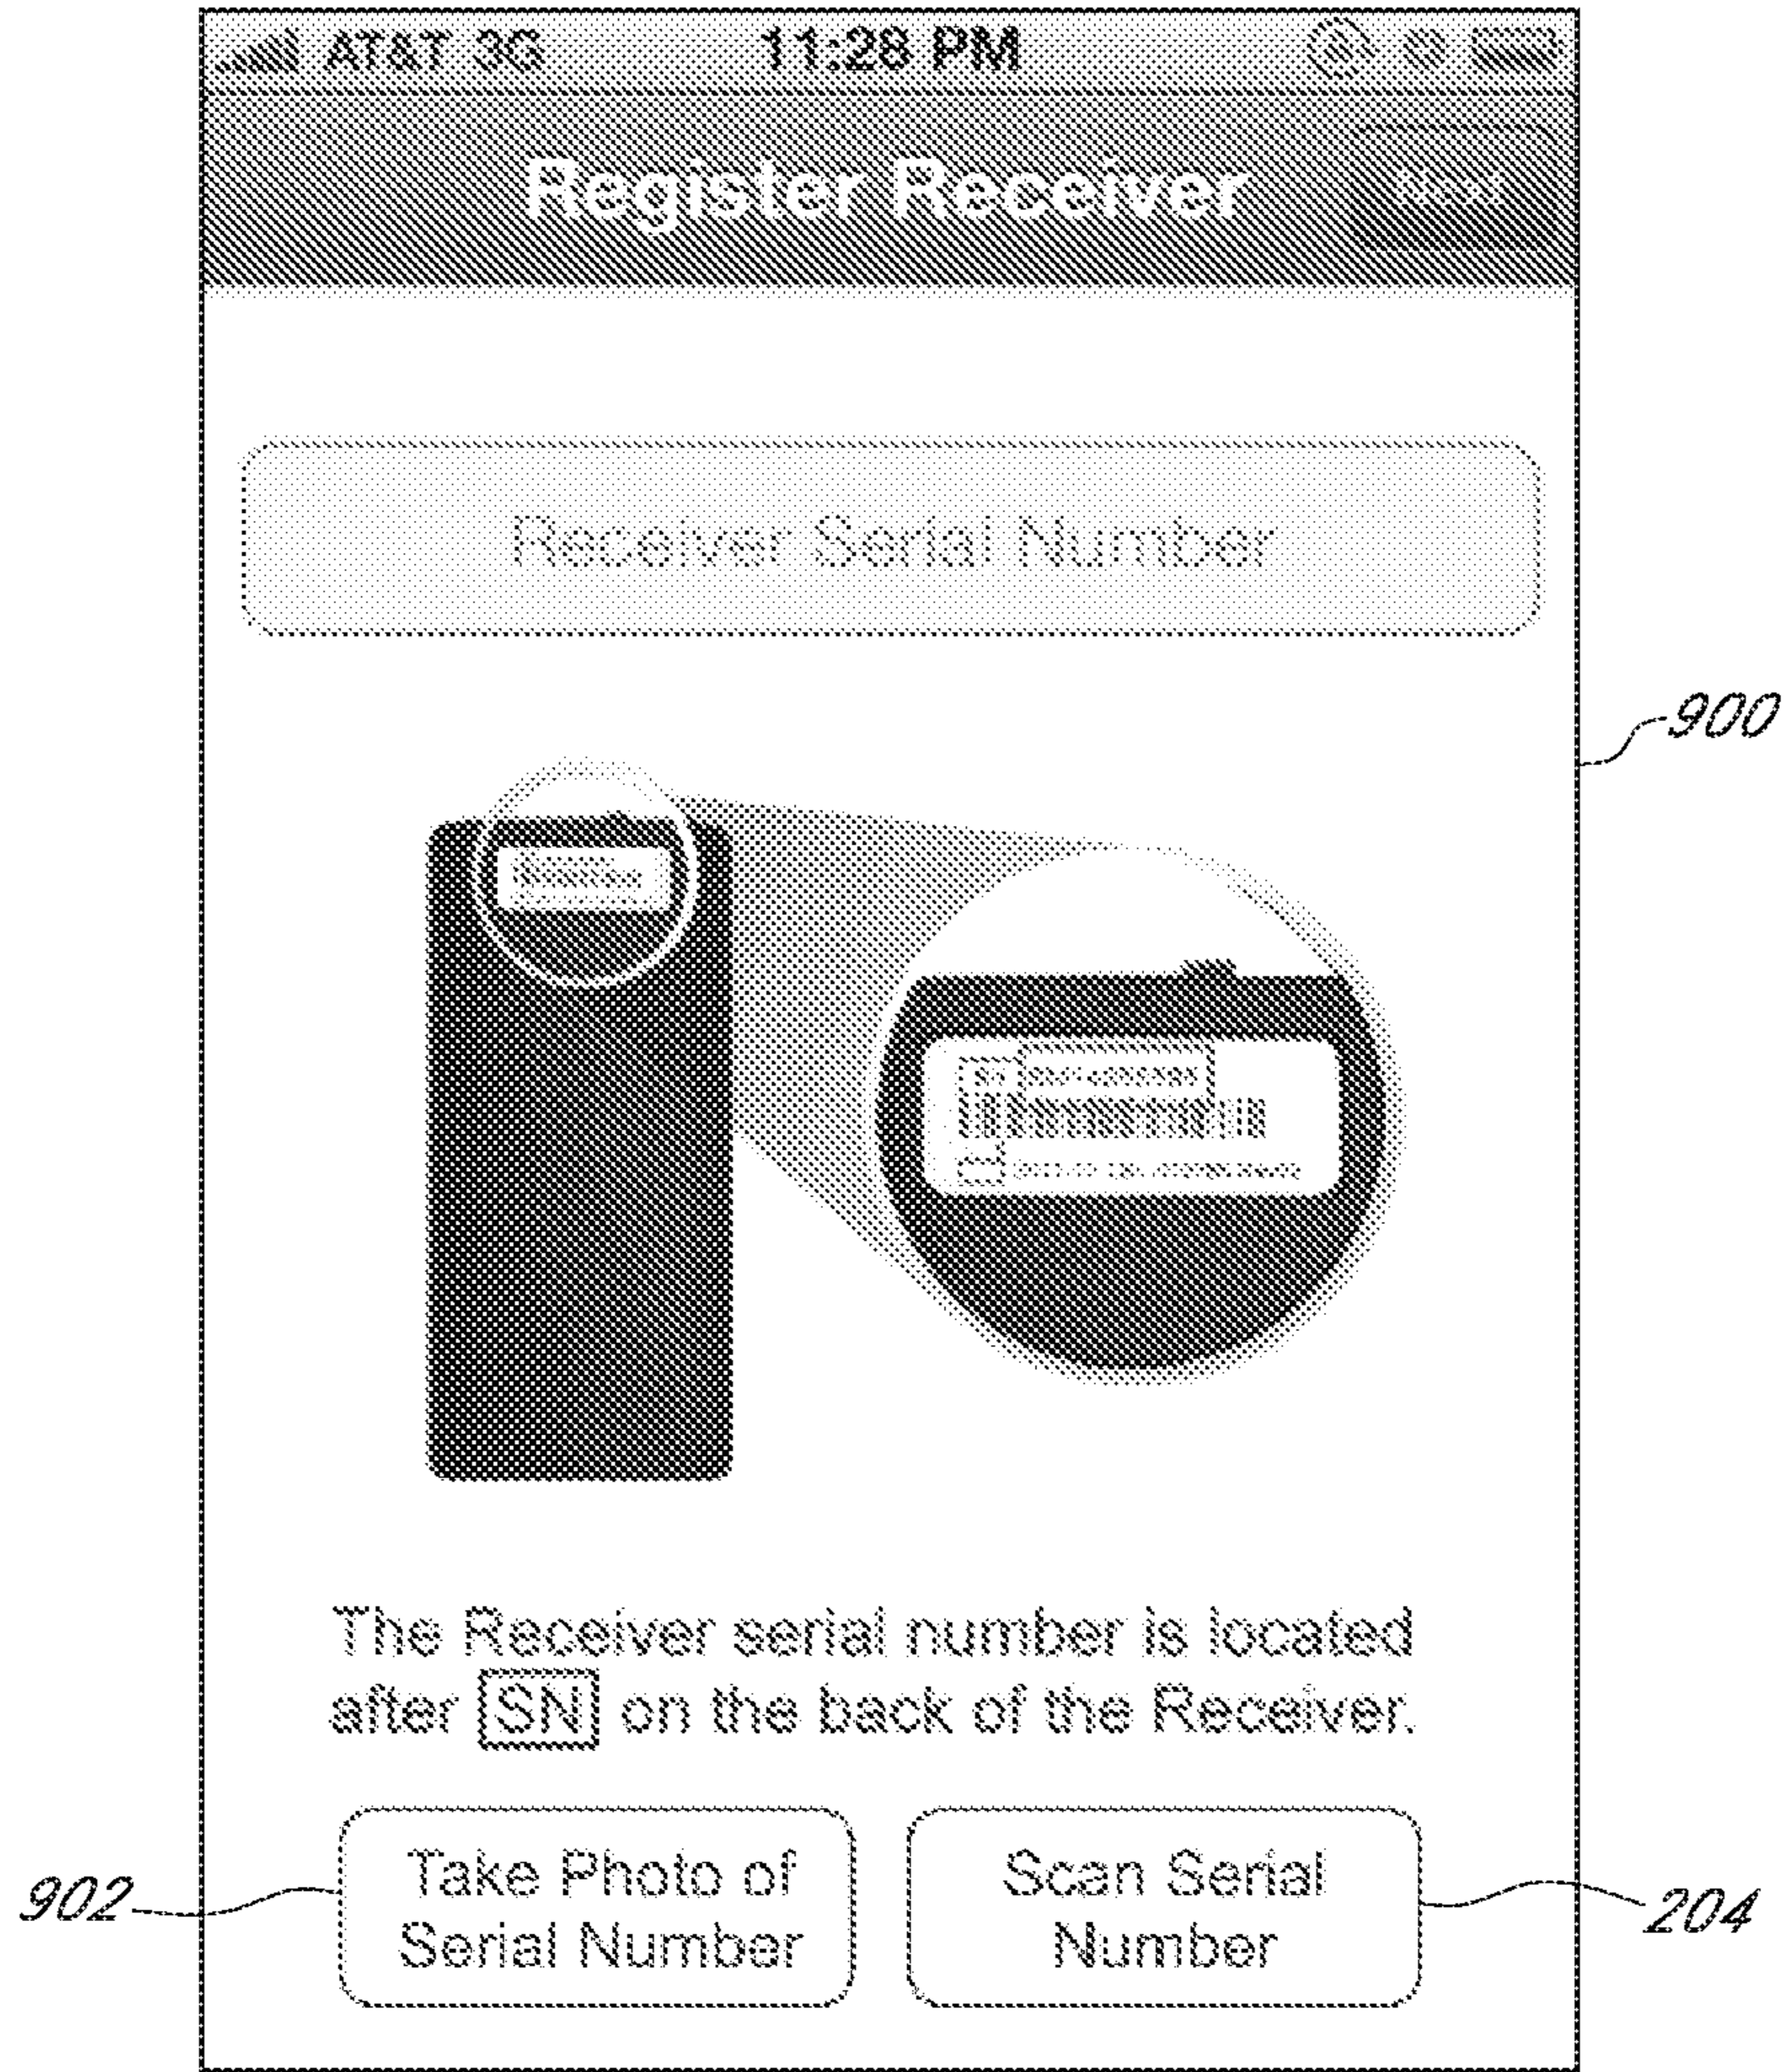 AT&T 3G 11:28 PM
Register Receiver Next
Receiver Serial Number
900
The Receiver serial number is located
after SN on the back of the Receiver.
Take Photo of
Serial Number
Scan Serial
Number
902
204